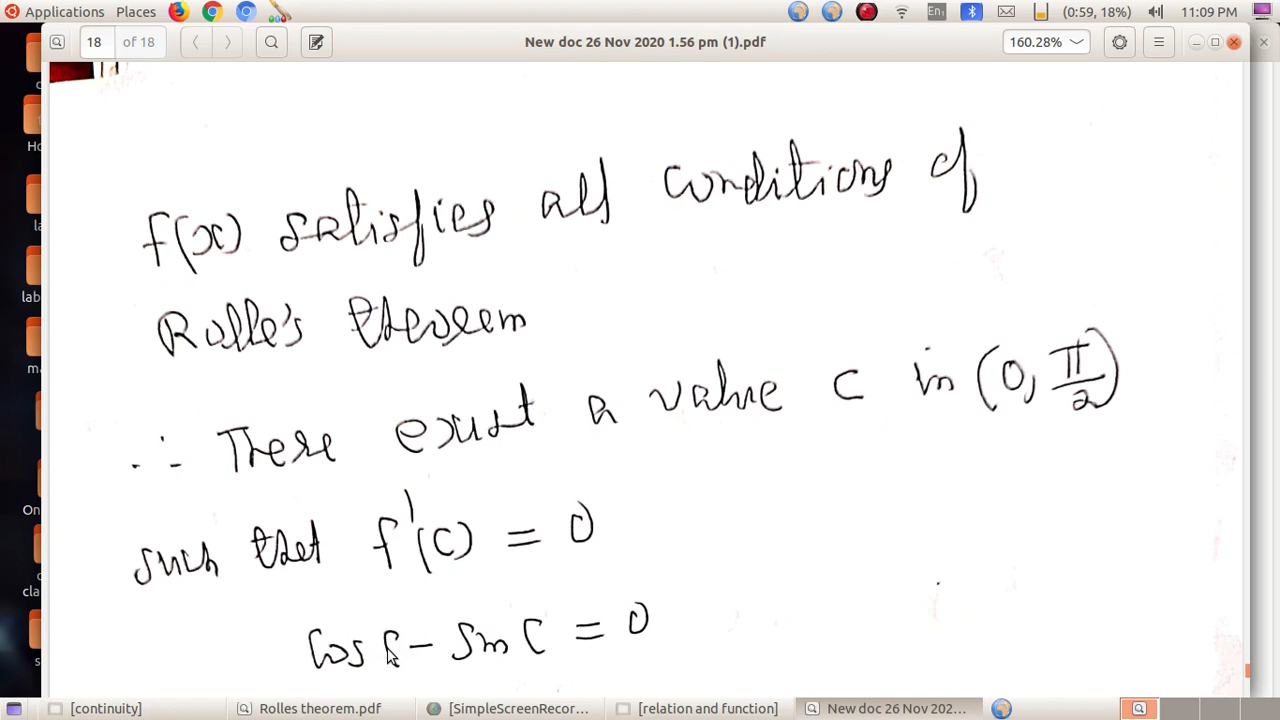 Applications Places En₁ (0:59, 18%) 11:09 PM
18 of 18 New doc 26 Nov 2020 1.56 pm (1).pdf 160.28%
f(x) satisfies all conditions of
Rolle's theorem
∴ There exist a value c in (0, π/2)
such that f'(c) = 0
Cos c - Sin c = 0
[continuity] Rolles theorem.pdf [SimpleScreenRecor... [relation and function] New doc 26 Nov 202...